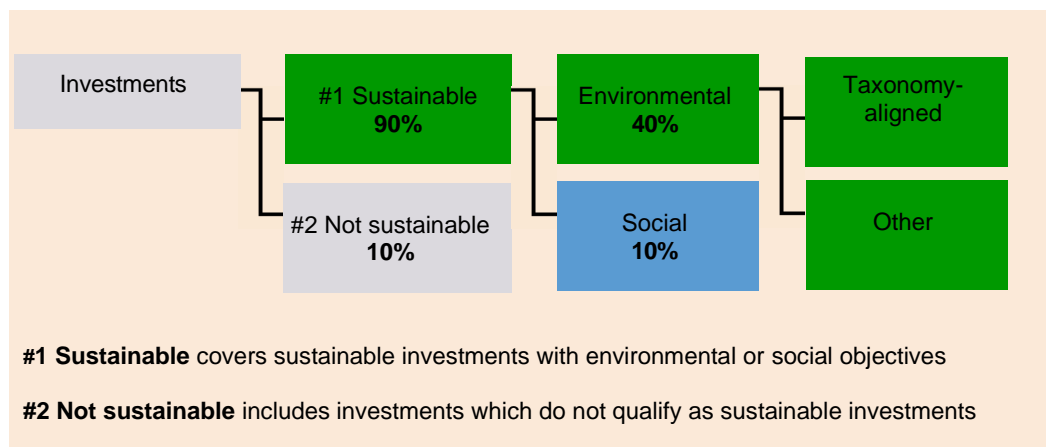 Investments
#1 Sustainable
90%
#2 Not sustainable
10%
Environmental
40%
Social
10%
Taxonomy-
aligned
Other
#1 Sustainable covers sustainable investments with environmental or social objectives
#2 Not sustainable includes investments which do not qualify as sustainable investments